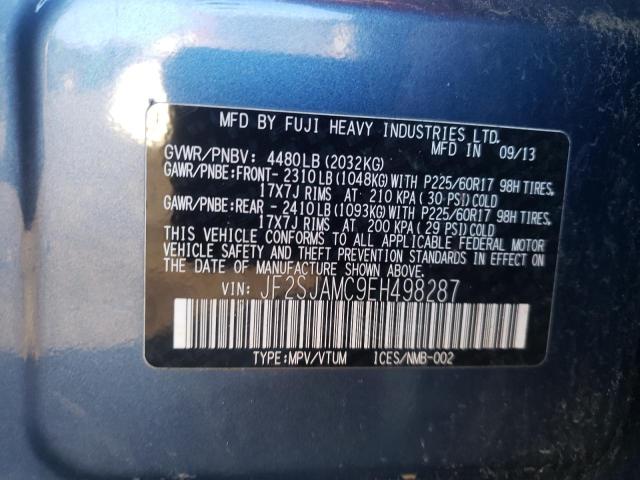 MFD BY FUJI HEAVY INDUSTRIES LTD.
MFD IN 09/13
GVWR/PNBV: 4480LB (2032KG)
GAWR/PNBE:FRONT- 2310LB (1048KG) WITH P225/60R17 98H TIRES,
17X7J RIMS AT 210 KPA (30 PSI) COLD
GAWR/PNBE:REAR - 2410LB (1093KG) WITH P225/60R17 98H TIRES,
17X7J RIMS AT 200 KPA (29 PSI) COLD
THIS VEHICLE CONFORMS TO ALL APPLICABLE FEDERAL MOTOR
VEHICLE SAFETY AND THEFT PREVENTION STANDARDS IN EFFECT
ON THE DATE OF MANUFACTURE SHOWN ABOVE.
VIN: JF2SJAMC9EH498287
TYPE:MPV/VTUM ICES/NMB-002